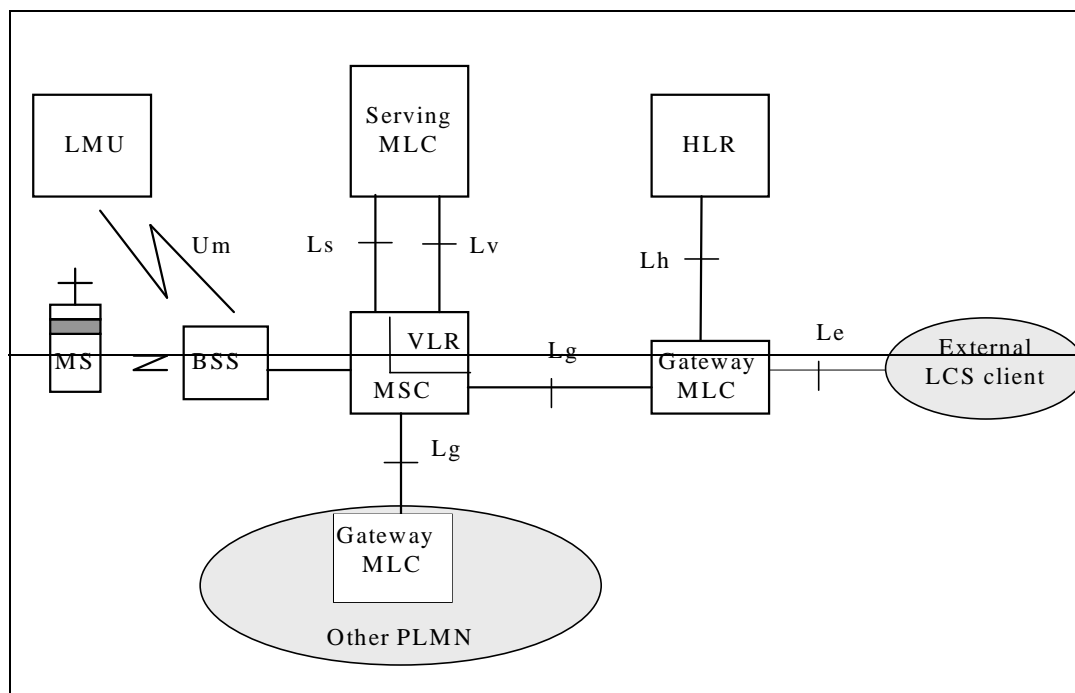 LMU
Serving
MLC
HLR
Um
Ls
Lv
Lh
MS
BSS
VLR
MSC
Lg
Gateway
MLC
Le
External
LCS client
Lg
Gateway
MLC
Other PLMN